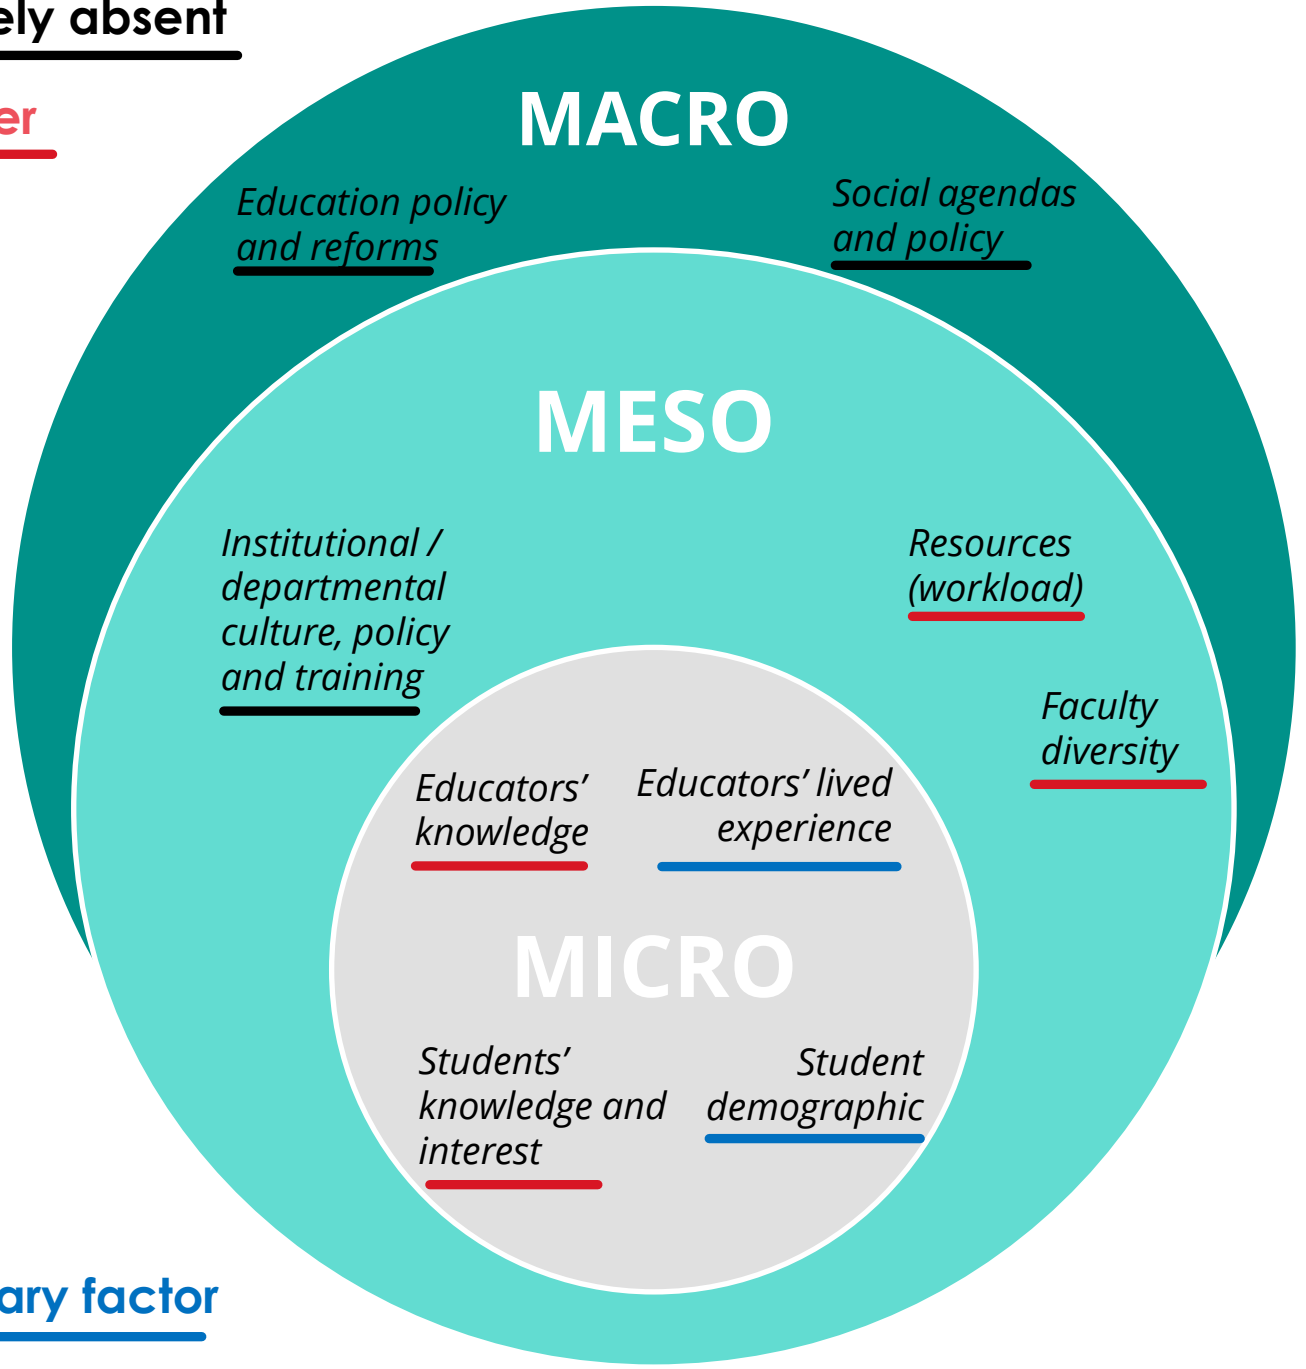 ely absent
er
MACRO
Education policy
and reforms
Social agendas
and policy
MESO
Institutional /
departmental
culture, policy
and training
Resources
(workload)
Faculty
diversity
Educators’
knowledge
Educators’ lived
experience
MICRO
Students’
knowledge and
interest
Student
demographic
ary factor